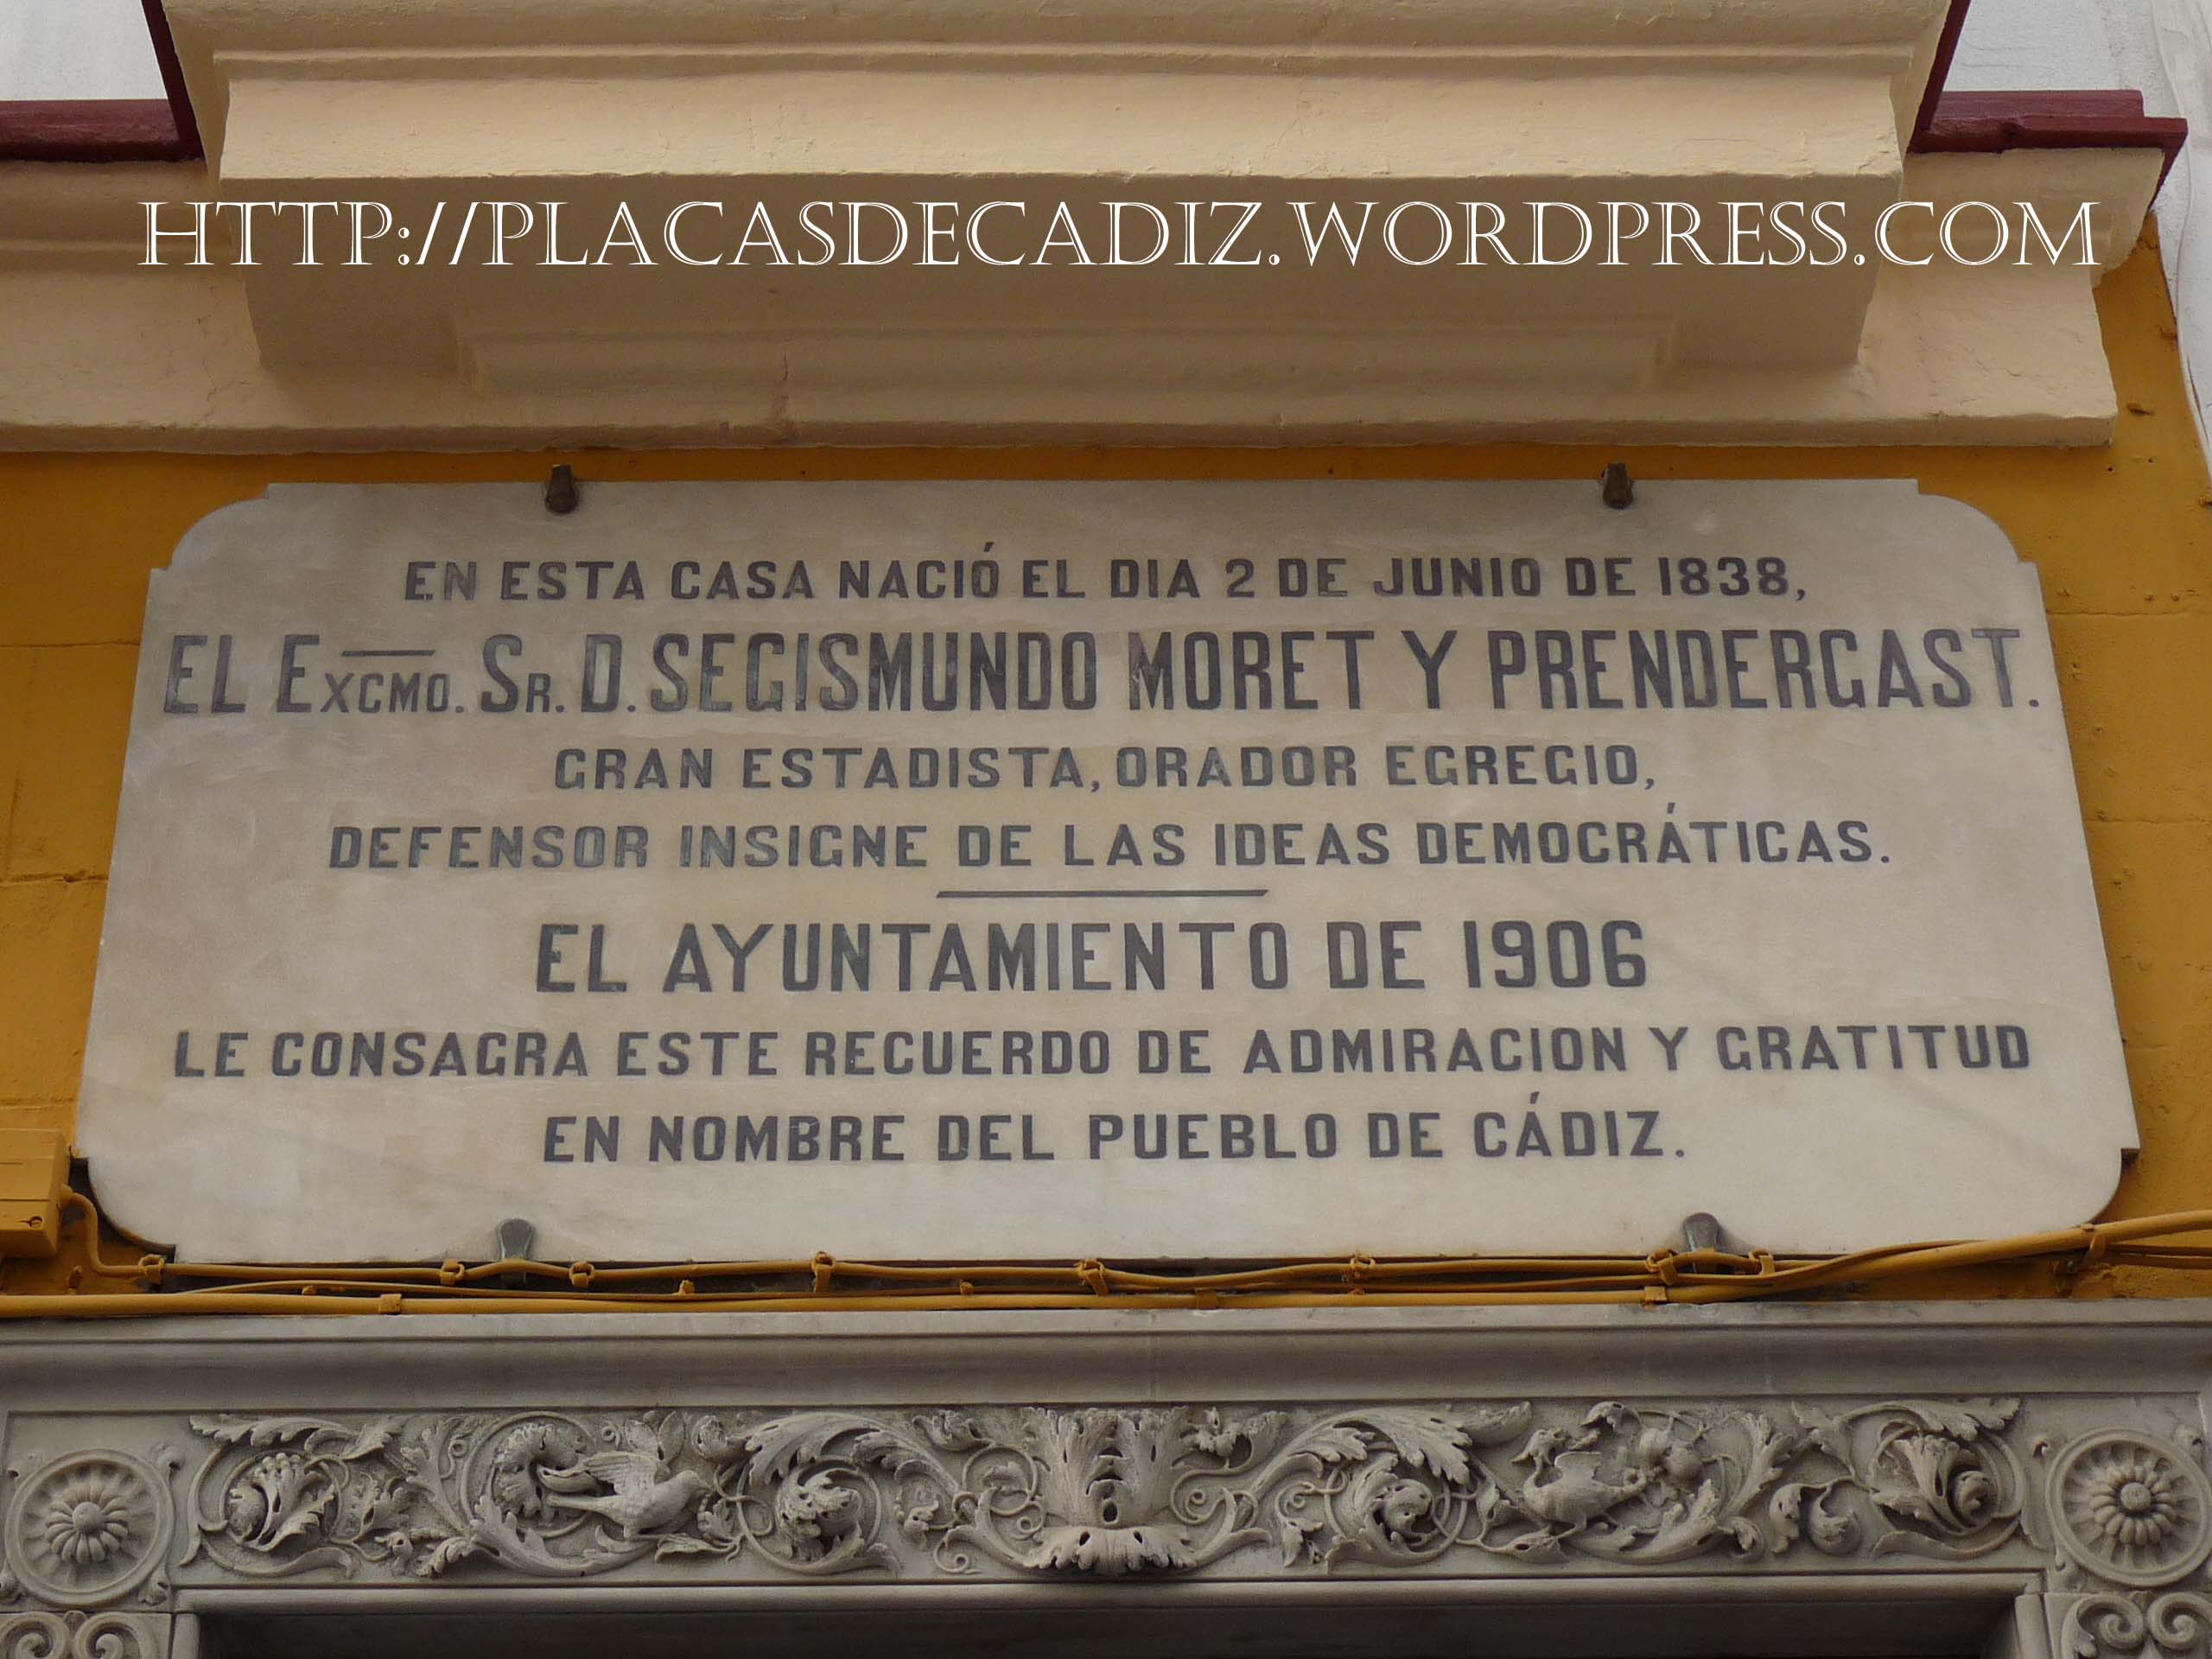 HTTP://PLACASDECADIZ.WORDPRESS.COM
EN ESTA CASA NACIÓ EL DIA 2 DE JUNIO DE 1838,
EL EXCMO. SR. D. SEGISMUNDO MORET Y PRENDERGAST.
GRAN ESTADISTA, ORADOR EGREGIO,
DEFENSOR INSIGNE DE LAS IDEAS DEMOCRÁTICAS.
EL AYUNTAMIENTO DE 1906
LE CONSAGRA ESTE RECUERDO DE ADMIRACION Y GRATITUD
EN NOMBRE DEL PUEBLO DE CÁDIZ.